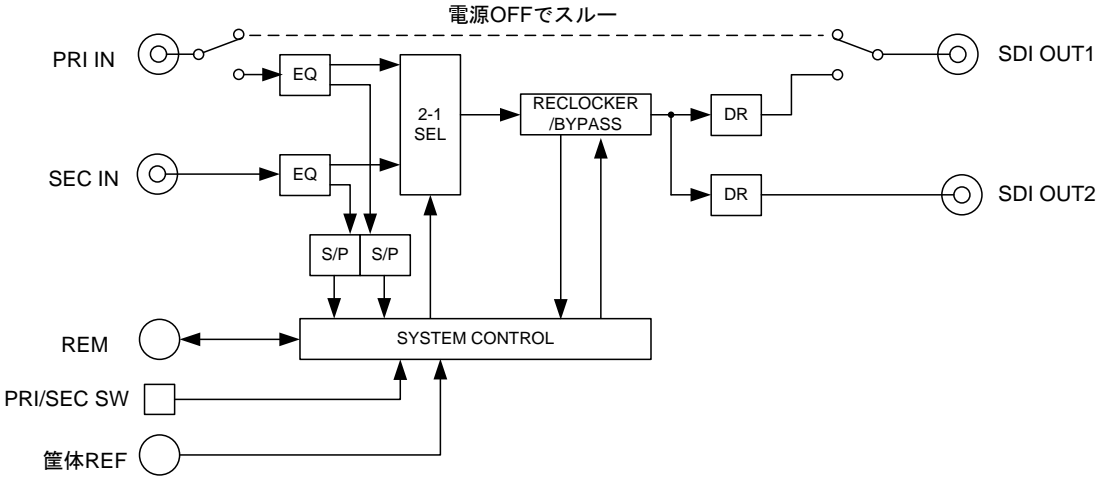 電源OFFでスルー
PRI IN
SDI OUT1
EQ
2-1
SEL
RECLOCKER
/BYPASS
DR
SEC IN
EQ
DR
SDI OUT2
S/P
S/P
REM
SYSTEM CONTROL
PRI/SEC SW
筐体REF